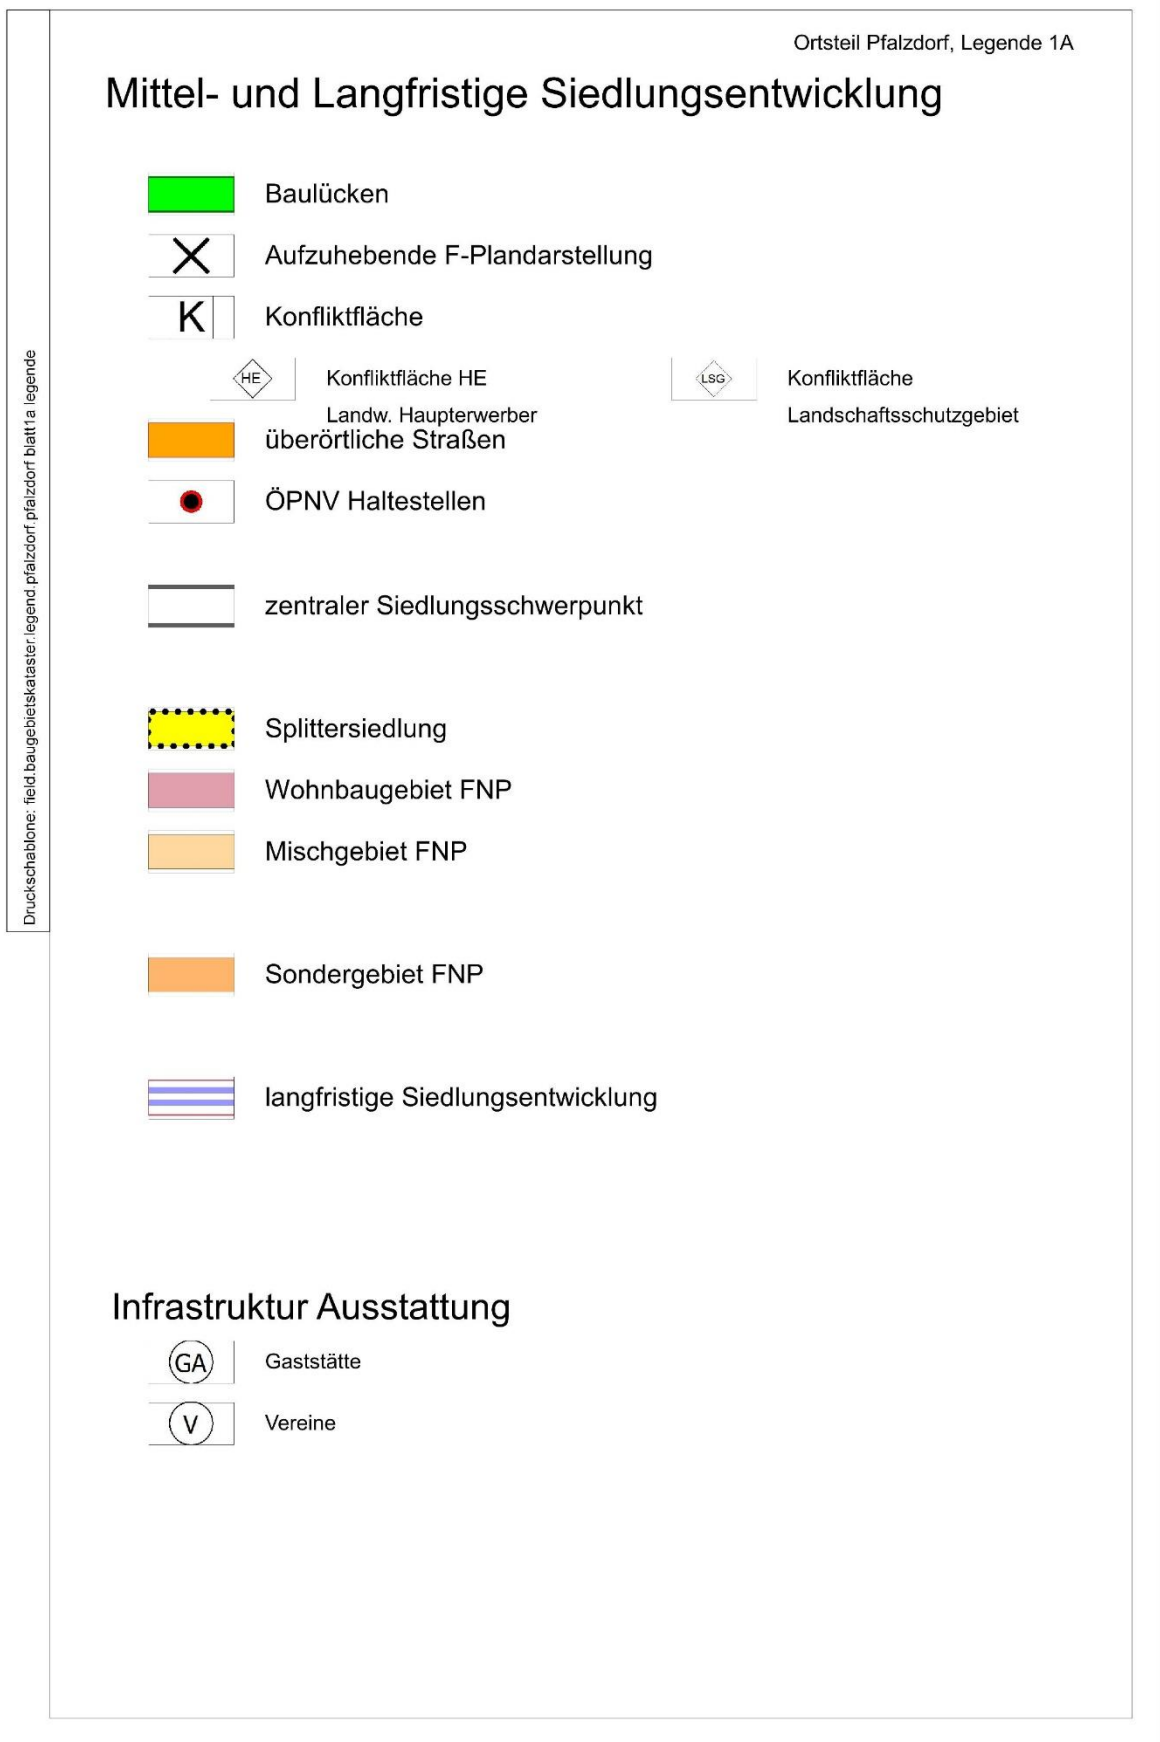 Ortsteil Pfalzdorf, Legende 1A
Mittel- und Langfristige Siedlungsentwicklung
Baulücken
X Aufzuhebende F-Plandarstellung
K Konfliktfläche
HE Konfliktfläche HE
Landw. Haupterwerber
LSG Konfliktfläche
Landschaftsschutzgebiet
überörtliche Straßen
ÖPNV Haltestellen
zentraler Siedlungsschwerpunkt
Splittersiedlung
Wohnbaugebiet FNP
Mischgebiet FNP
Sondergebiet FNP
langfristige Siedlungsentwicklung
Infrastruktur Ausstattung
GA Gaststätte
V Vereine
Druckschablone: field.baugebietskataster.legend.pfalzdorf.pfalzdorf blatt1a legende